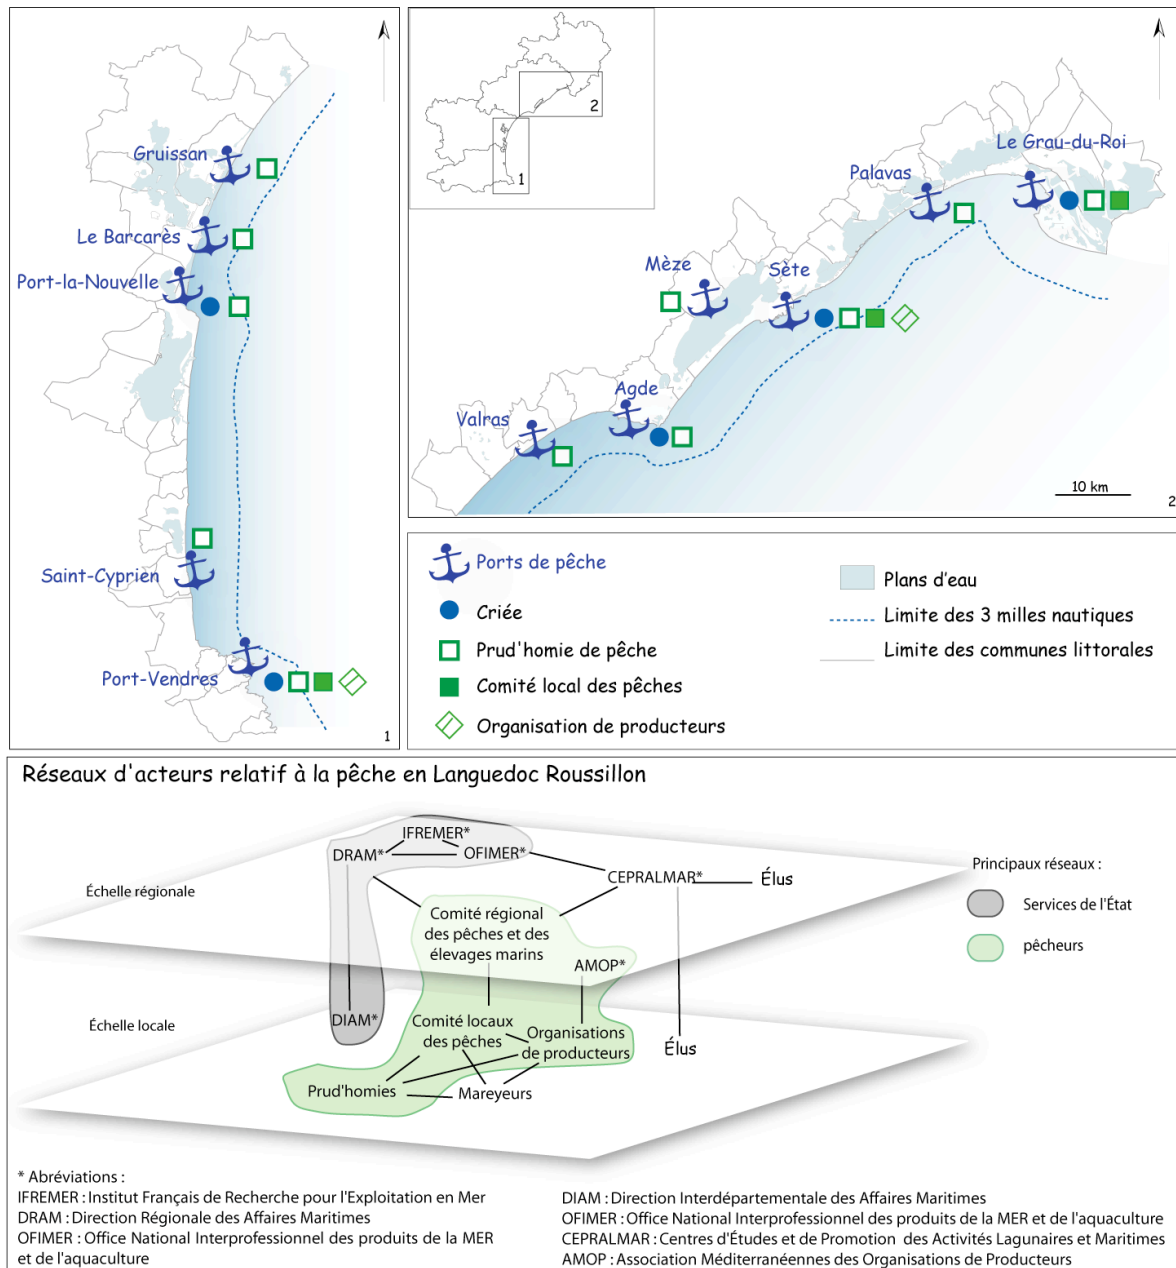 Gruissan
Le Barcarès
Port-la-Nouvelle
Saint-Cyprien
Port-Vendres
1
2
1
Le Grau-du-Roi
Palavas
Mèze
Sète
Agde
Valras
10 km
2
Ports de pêche
Criée
Prud'homie de pêche
Comité local des pêches
Organisation de producteurs
Plans d'eau
Limite des 3 milles nautiques
Limite des communes littorales
Réseaux d'acteurs relatif à la pêche en Languedoc Roussillon
IFREMER*
DRAM*
OFIMER*
CEPRALMAR*
Élus
Échelle régionale
Comité régional
des pêches et des
élevages marins
AMOP*
Principaux réseaux :
Services de l'État
pêcheurs
Échelle locale
DIAM*
Comité locaux
des pêches
Organisations
de producteurs
Élus
Prud'homies
Mareyeurs
* Abréviations :
IFREMER : Institut Français de Recherche pour l'Exploitation en Mer
DRAM : Direction Régionale des Affaires Maritimes
OFIMER : Office National Interprofessionnel des produits de la MER
et de l'aquaculture
DIAM : Direction Interdépartementale des Affaires Maritimes
OFIMER : Office National Interprofessionnel des produits de la MER et de l'aquaculture
CEPRALMAR : Centres d'Études et de Promotion des Activités Lagunaires et Maritimes
AMOP : Association Méditerranéennes des Organisations de Producteurs